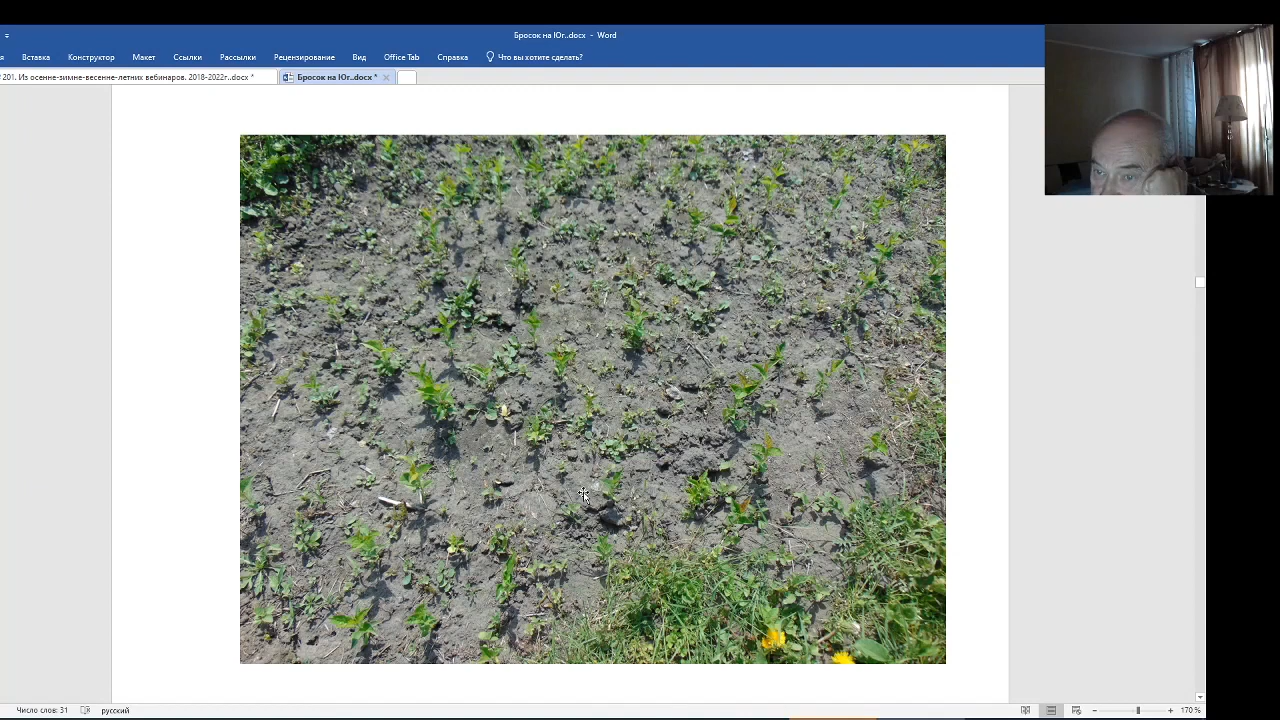 Бросок на Юг..docx - Word
Вставка Конструктор Макет Ссылки Рассылки Рецензирование Вид Office Tab Справка Что вы хотите сделать?
201. Из осенне-зимне-весенне-летних вебинаров. 2018-2022г..docx * Бросок на Юг..docx *
Число слов: 31 русский 170 %